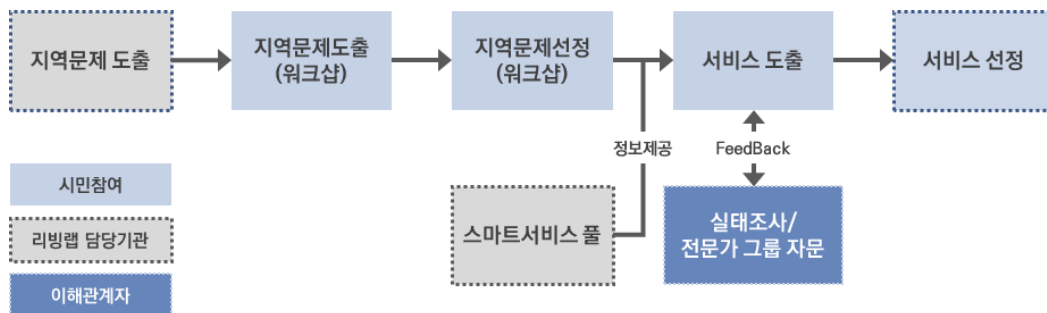 지역문제 도출
지역문제도출
(워크샵)
지역문제선정
(워크샵)
서비스 도출
서비스 선정
정보제공
FeedBack
시민참여
리빙랩 담당기관
이해관계자
스마트서비스 풀
실태조사/
전문가 그룹 자문